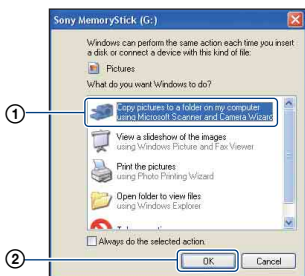 Sony MemoryStick (G:)
Windows can perform the same action each time you insert
a disk or connect a device with this kind of file:
Pictures
What do you want Windows to do?
① Copy pictures to a folder on my computer
using Microsoft Scanner and Camera Wizard
View a slideshow of the images
using Windows Picture and Fax Viewer
Print the pictures
using Photo Printing Wizard
Open folder to view files
using Windows Explorer
Always do the selected action.
② OK Cancel